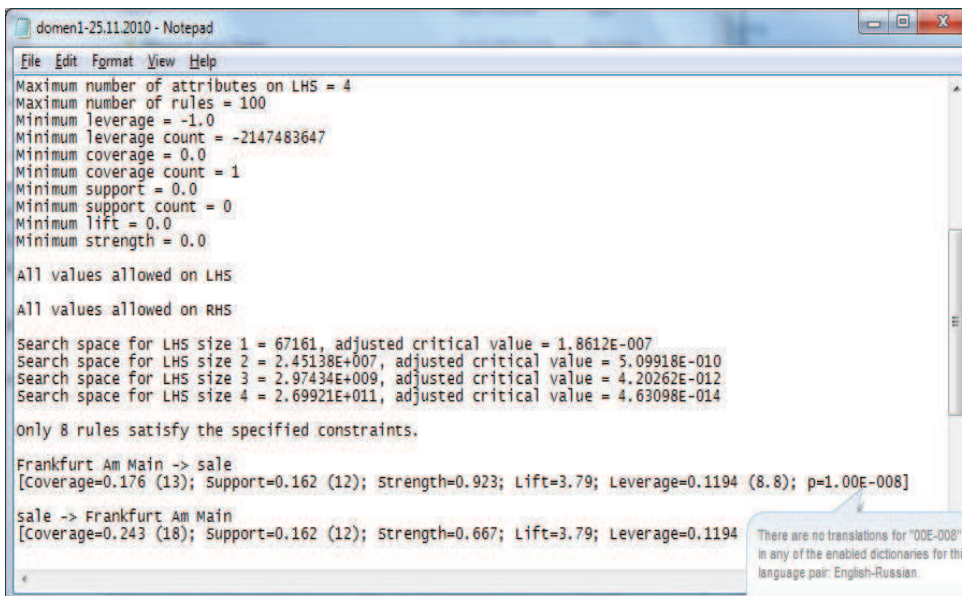 domen1-25.11.2010 - Notepad
File Edit Format View Help
Maximum number of attributes on LHS = 4
Maximum number of rules = 100
Minimum leverage = -1.0
Minimum leverage count = -2147483647
Minimum coverage = 0.0
Minimum coverage count = 1
Minimum support = 0.0
Minimum support count = 0
Minimum lift = 0.0
Minimum strength = 0.0
All values allowed on LHS
All values allowed on RHS
Search space for LHS size 1 = 67161, adjusted critical value = 1.8612E-007
Search space for LHS size 2 = 2.45138E+007, adjusted critical value = 5.09918E-010
Search space for LHS size 3 = 2.97434E+009, adjusted critical value = 4.20262E-012
Search space for LHS size 4 = 2.69921E+011, adjusted critical value = 4.63098E-014
Only 8 rules satisfy the specified constraints.
Frankfurt Am Main -> sale
[Coverage=0.176 (13); Support=0.162 (12); Strength=0.923; Lift=3.79; Leverage=0.1194 (8.8); p=1.00E-008]
sale -> Frankfurt Am Main
[Coverage=0.243 (18); Support=0.162 (12); Strength=0.667; Lift=3.79; Leverage=0.1194
There are no translations for "00E-008"
in any of the enabled dictionaries for thi
language pair: English-Russian.